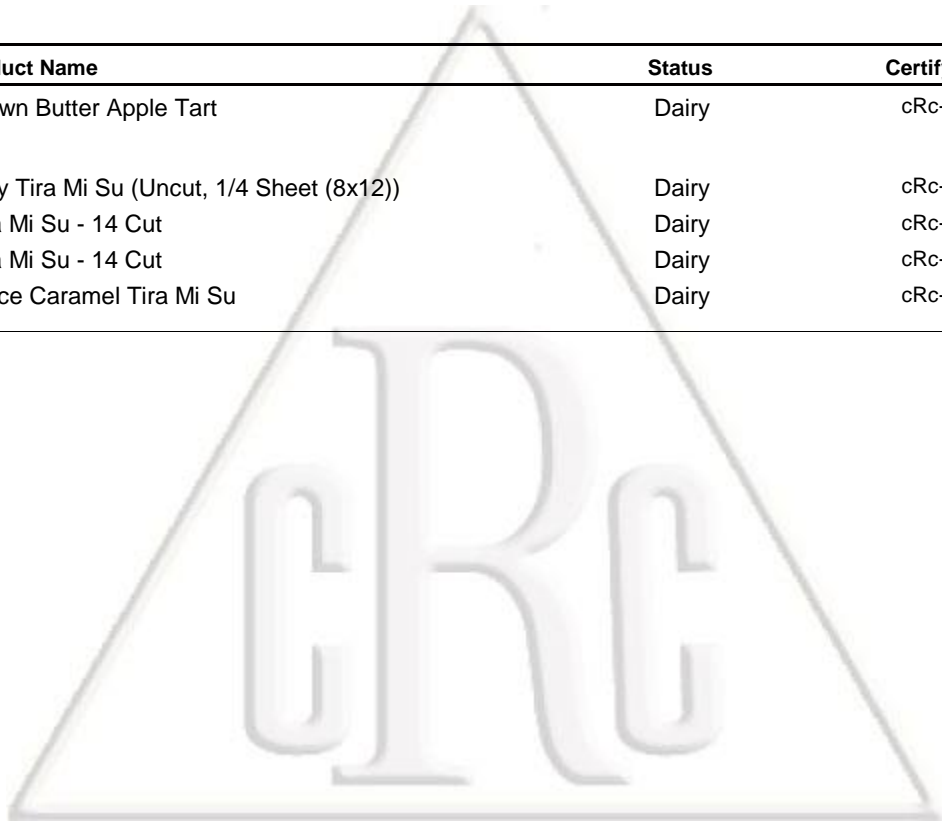 duct Name Status Certif
wn Butter Apple Tart Dairy cRc-
y Tira Mi Su (Uncut, 1/4 Sheet (8x12)) Dairy cRc-
a Mi Su - 14 Cut Dairy cRc-
a Mi Su - 14 Cut Dairy cRc-
ce Caramel Tira Mi Su Dairy cRc-
cRc